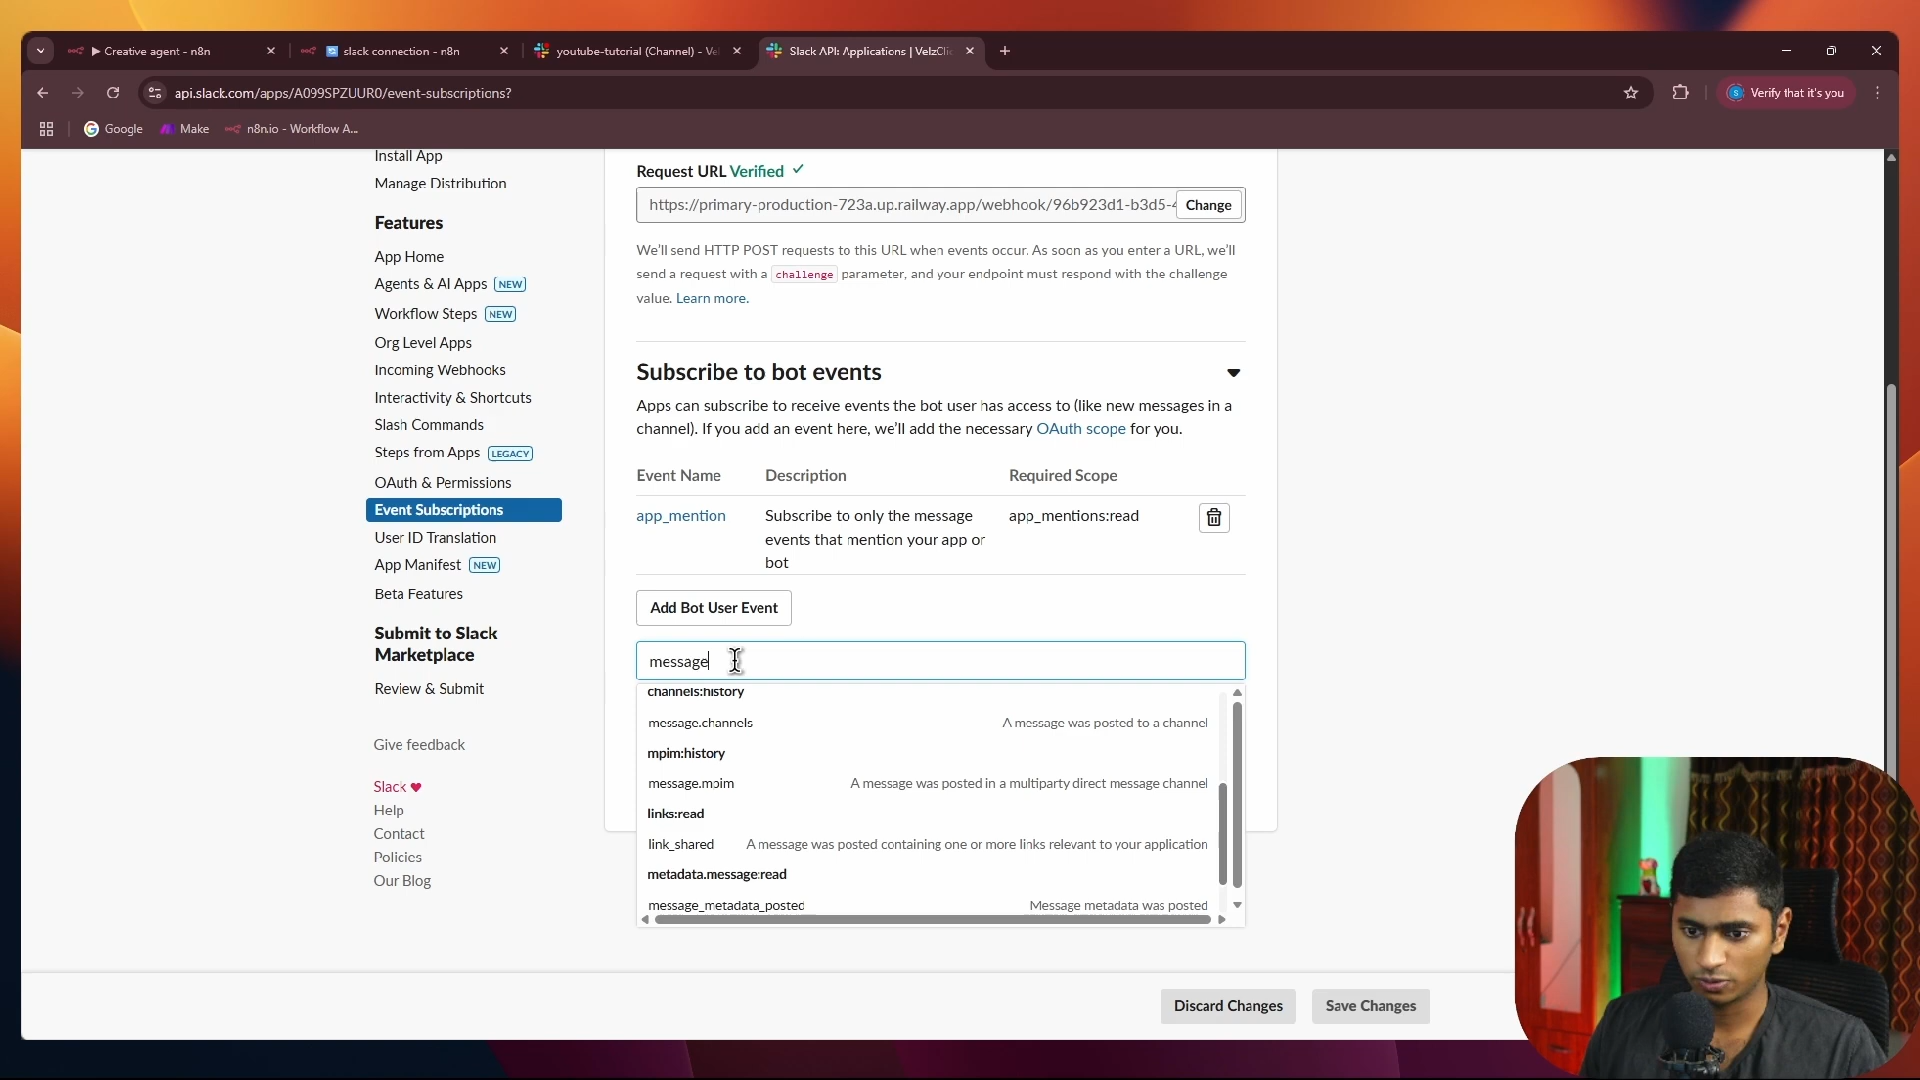 Creative agent - n8n
slack connection - n8n
youtube-tutorial (Channel) - Ve
Slack API: Applications | VelzCli
api.slack.com/apps/A099SPZUUR0/event-subscriptions?
Verify that it's you
Google
Make
n8n.io - Workflow A...
Install App
Manage Distribution
Features
App Home
Agents & AI Apps NEW
Workflow Steps NEW
Org Level Apps
Incoming Webhooks
Interactivity & Shortcuts
Slash Commands
Steps from Apps LEGACY
OAuth & Permissions
Event Subscriptions
User ID Translation
App Manifest NEW
Beta Features
Submit to Slack
Marketplace
Review & Submit
Give feedback
Slack
Help
Contact
Policies
Our Blog
Request URL Verified
https://primary-production-723a.up.railway.app/webhook/96b923d1-b3d5-4
Change
We'll send HTTP POST requests to this URL when events occur. As soon as you enter a URL, we'll
send a request with a challenge parameter, and your endpoint must respond with the challenge
value. Learn more.
Subscribe to bot events
Apps can subscribe to receive events the bot user has access to (like new messages in a
channel). If you add an event here, we'll add the necessary OAuth scope for you.
Event Name Description Required Scope
app_mention Subscribe to only the message app_mentions:read
events that mention your app or
bot
Add Bot User Event
message
channels:history
message.channels A message was posted to a channel
mpim:history
message.mpim A message was posted in a multiparty direct message channel
links:read
link_shared A message was posted containing one or more links relevant to your application
metadata.message:read
message_metadata_posted Message metadata was posted
Discard Changes
Save Changes